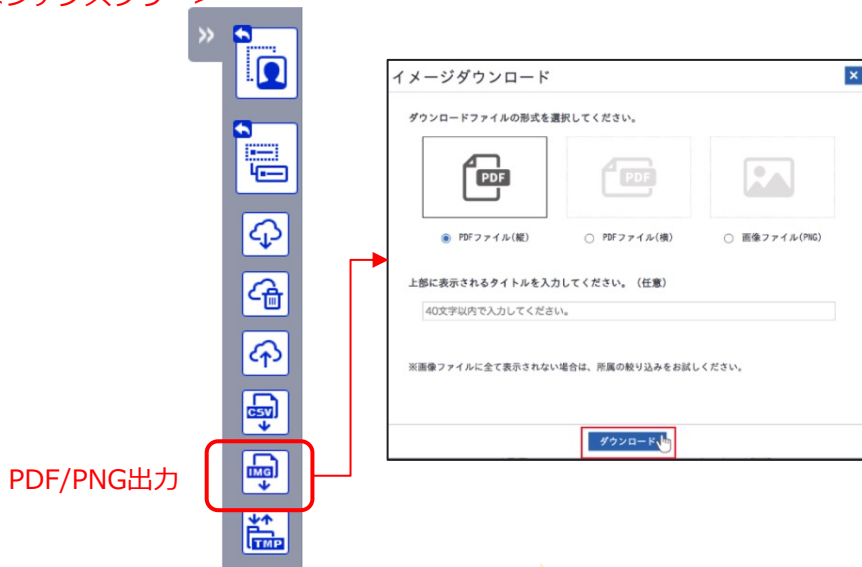 イメージダウンロード
ダウンロードファイルの形式を選択してください。
PDF
PDF
PDFファイル(縦)
PDFファイル(横)
画像ファイル(PNG)
上部に表示されるタイトルを入力してください。（任意）
40文字以内で入力してください。
※画像ファイルに全て表示されない場合は、所属の絞り込みをお試しください。
ダウンロード
CSV
PDF/PNG出力
IMG
TMP